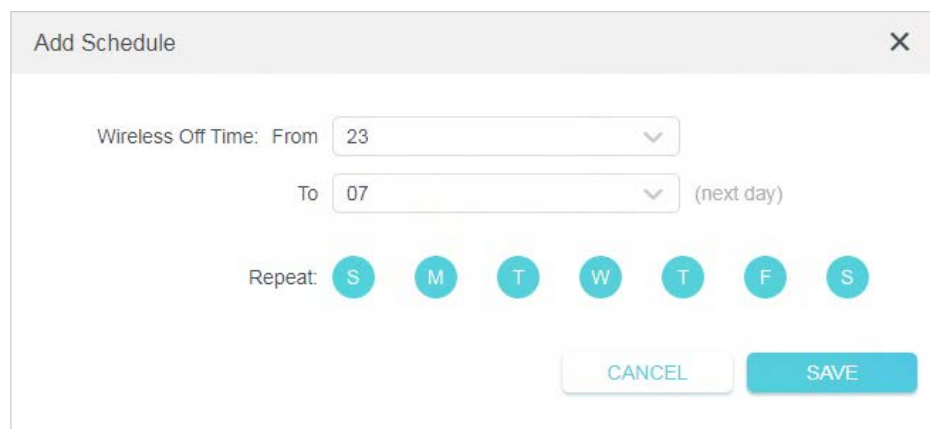 Add Schedule
Wireless Off Time: From 23
To 07 (next day)
Repeat: S M T W T F S
CANCEL SAVE